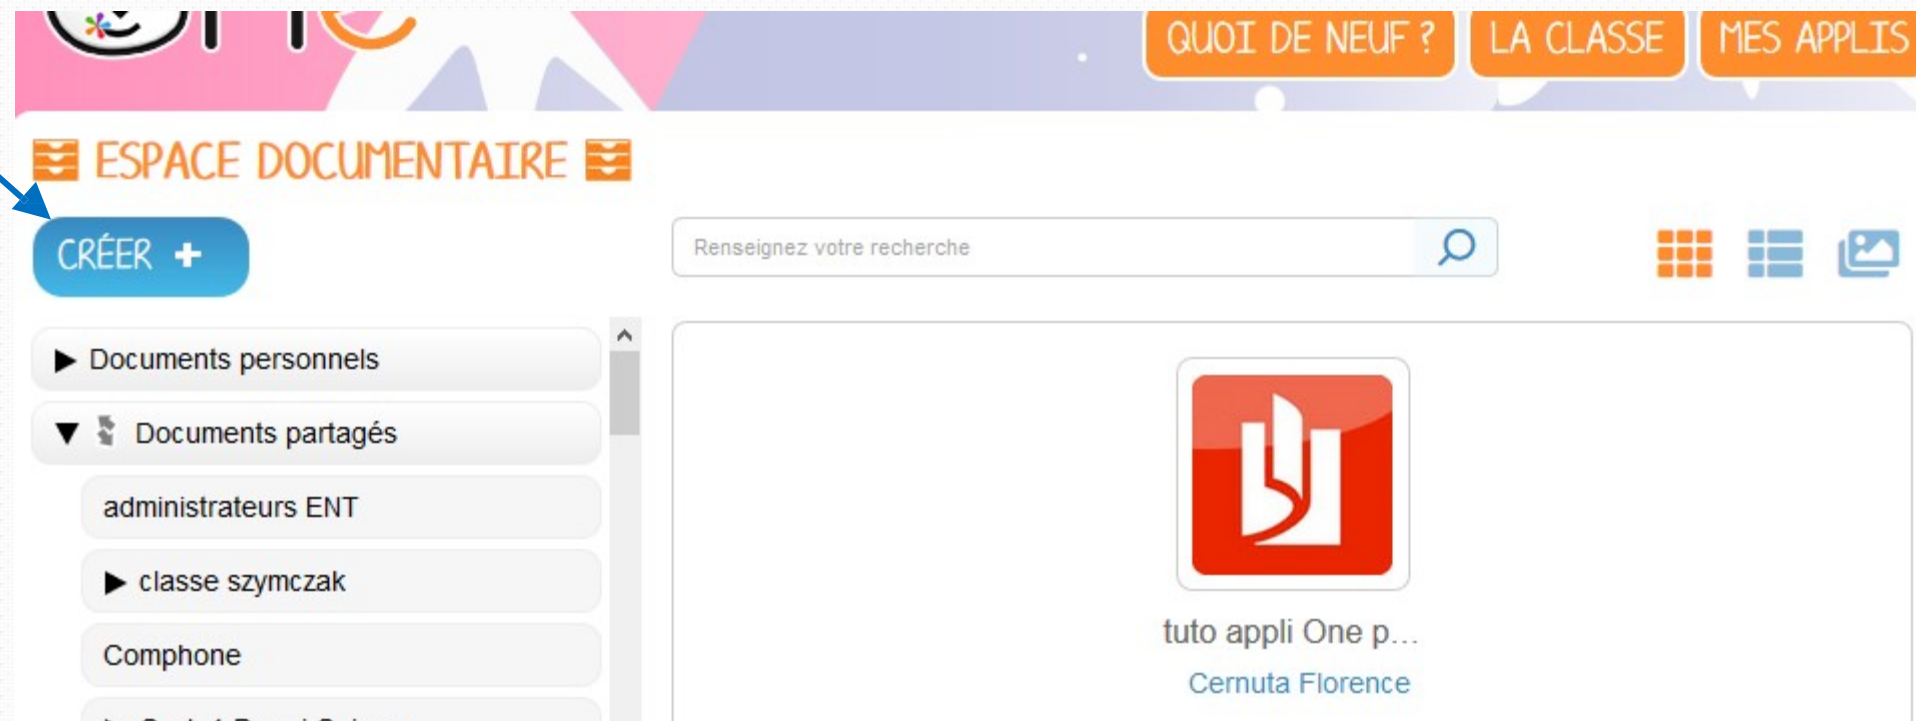 One
QUOI DE NEUF ?
LA CLASSE
MES APPLIS
ESPACE DOCUMENTAIRE
CRÉER +
Renseignez votre recherche
Documents personnels
Documents partagés
administrateurs ENT
classe szymczak
Comphone
tuto appli One p...
Cernuta Florence